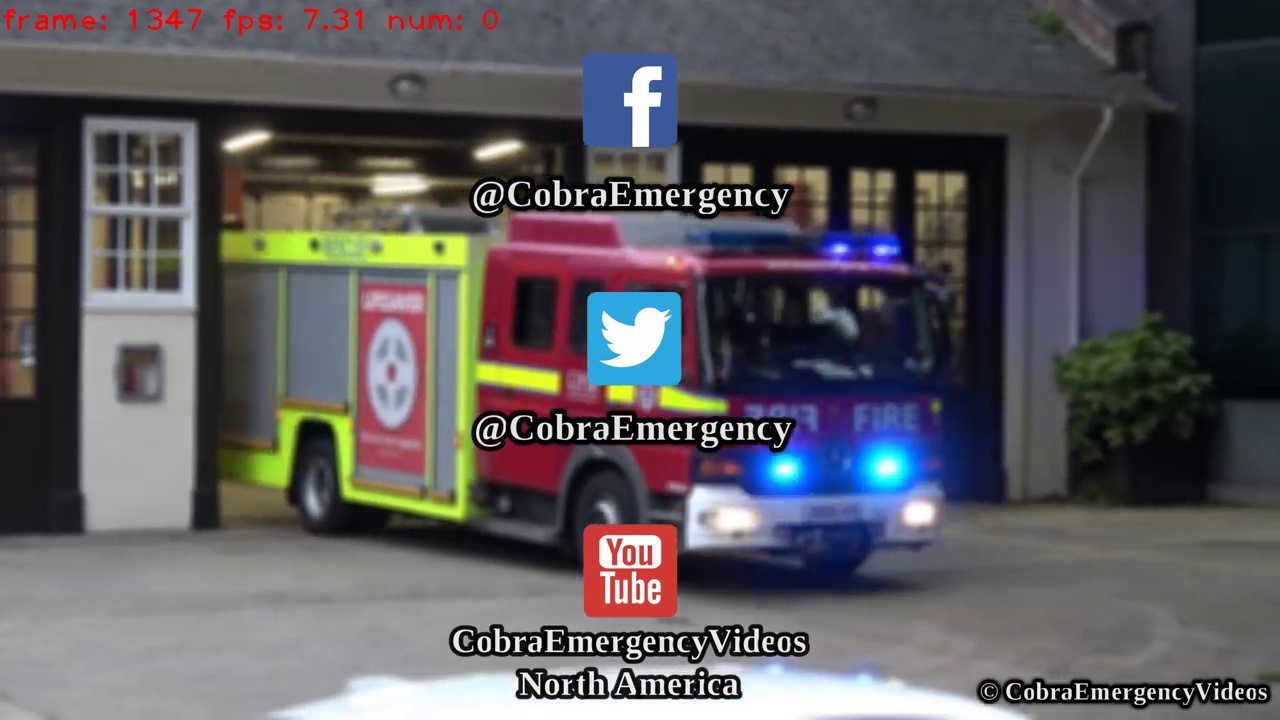 frame: 1347 fps: 7.31 num: 0
f
@CobraEmergency
@CobraEmergency
FIRE
You
Tube
CobraEmergencyVideos
North America
© CobraEmergencyVideos